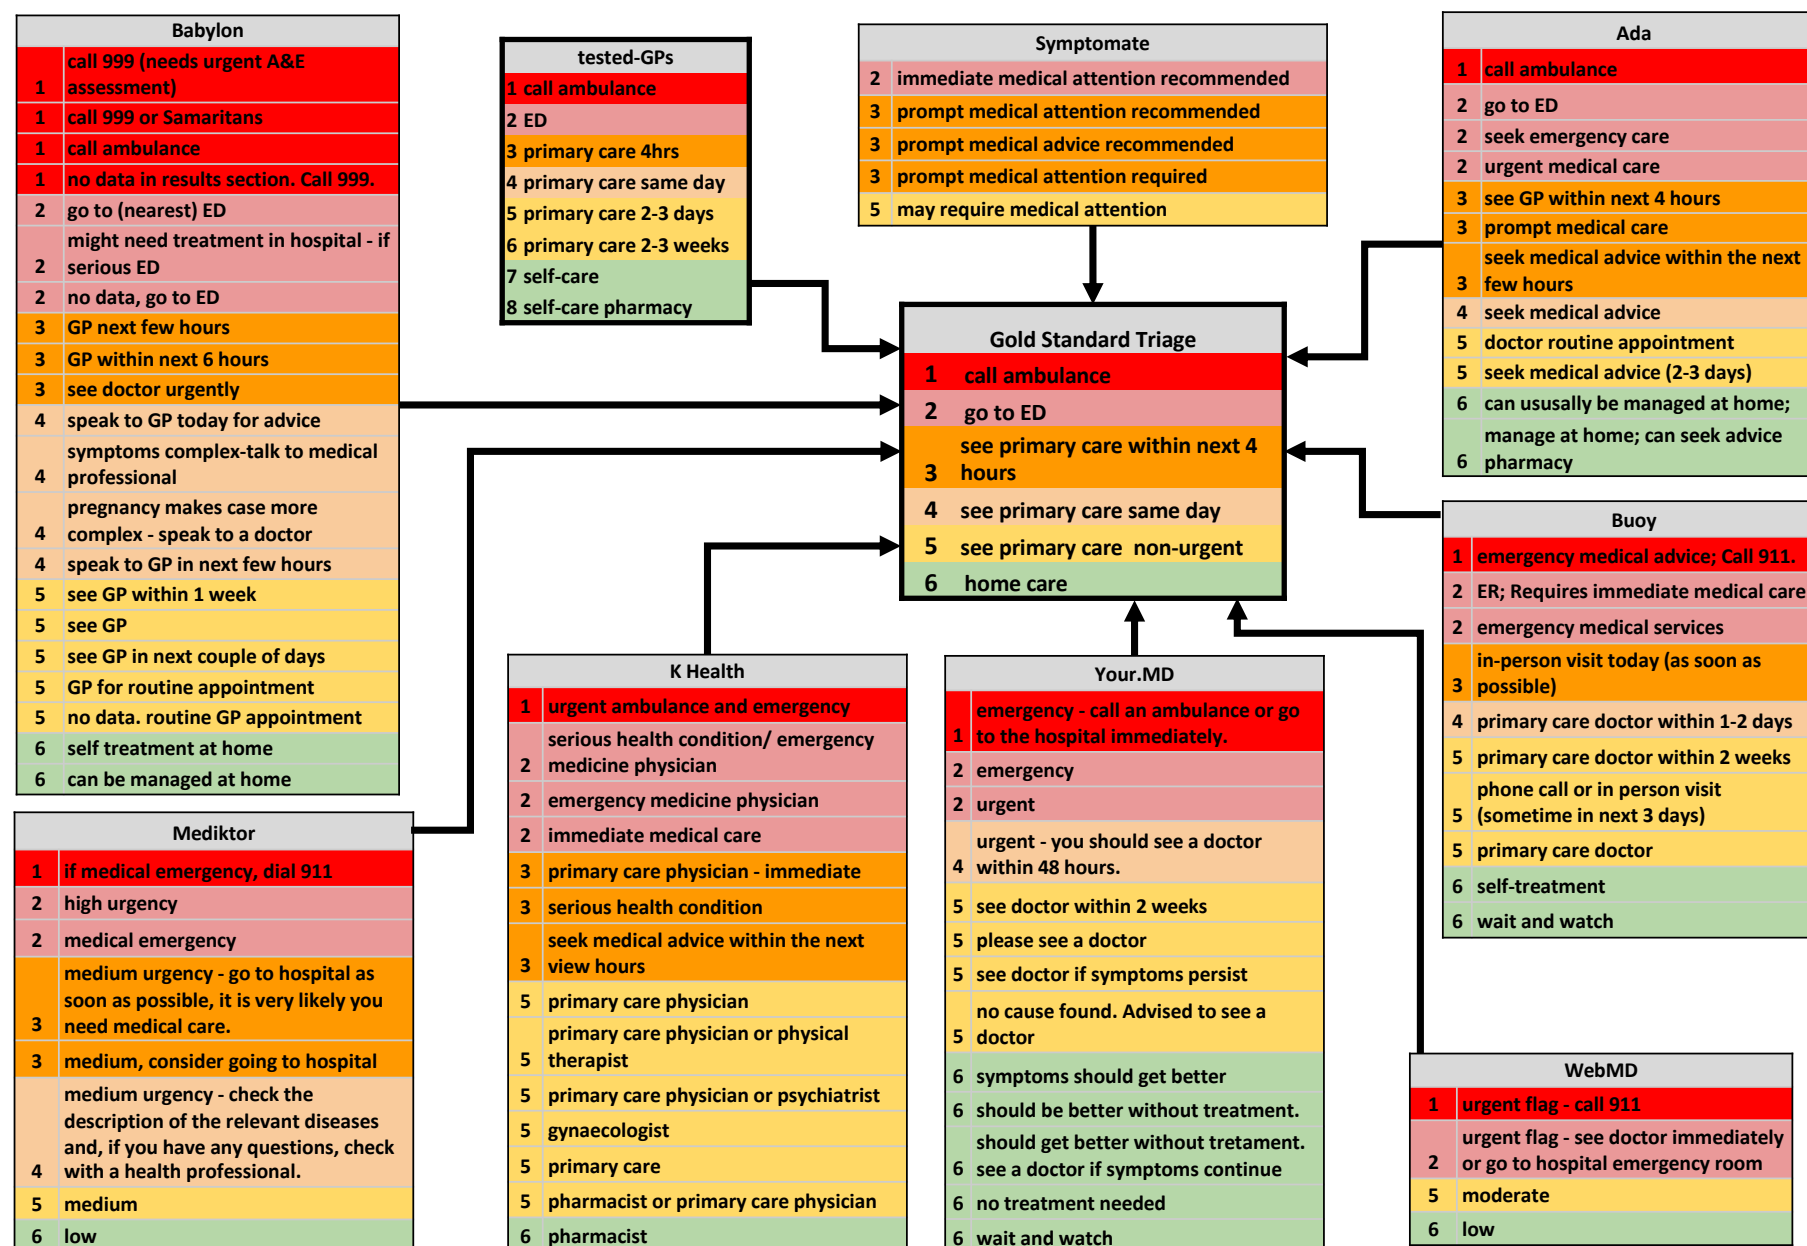 Babylon
call 999 (needs urgent A&E
1 assessment)
1 call 999 or Samaritans
1 call ambulance
1 no data in results section. Call 999.
2 go to (nearest) ED
might need treatment in hospital - if
2 serious ED
2 no data, go to ED
3 GP next few hours
3 GP within next 6 hours
3 see doctor urgently
4 speak to GP today for advice
symptoms complex-talk to medical
4 professional
pregnancy makes case more
4 complex - speak to a doctor
4 speak to GP in next few hours
5 see GP within 1 week
5 see GP
5 see GP in next couple of days
5 GP for routine appointment
5 no data. routine GP appointment
6 self treatment at home
6 can be managed at home
tested-GPs
1 call ambulance
2 ED
3 primary care 4hrs
4 primary care same day
5 primary care 2-3 days
6 primary care 2-3 weeks
7 self-care
8 self-care pharmacy
Symptomate
2 immediate medical attention recommended
3 prompt medical attention recommended
3 prompt medical advice recommended
3 prompt medical attention required
5 may require medical attention
Ada
1 call ambulance
2 go to ED
2 seek emergency care
2 urgent medical care
3 see GP within next 4 hours
3 prompt medical care
seek medical advice within the next
3 few hours
4 seek medical advice
5 doctor routine appointment
5 seek medical advice (2-3 days)
6 can ususally be managed at home;
manage at home; can seek advice
6 pharmacy
Gold Standard Triage
1 call ambulance
2 go to ED
see primary care within next 4
3 hours
4 see primary care same day
5 see primary care non-urgent
6 home care
Buoy
1 emergency medical advice; Call 911.
2 ER; Requires immediate medical care
2 emergency medical services
in-person visit today (as soon as
3 possible)
4 primary care doctor within 1-2 days
5 primary care doctor within 2 weeks
phone call or in person visit
5 (sometime in next 3 days)
5 primary care doctor
6 self-treatment
6 wait and watch
Mediktor
1 if medical emergency, dial 911
2 high urgency
2 medical emergency
medium urgency - go to hospital as
soon as possible, it is very likely you
3 need medical care.
3 medium, consider going to hospital
medium urgency - check the
description of the relevant diseases
and, if you have any questions, check
4 with a health professional.
5 medium
6 low
K Health
1 urgent ambulance and emergency
serious health condition/ emergency
2 medicine physician
2 emergency medicine physician
2 immediate medical care
3 primary care physician - immediate
3 serious health condition
seek medical advice within the next
3 view hours
5 primary care physician
primary care physician or physical
5 therapist
5 primary care physician or psychiatrist
5 gynaecologist
5 primary care
5 pharmacist or primary care physician
6 pharmacist
Your.MD
emergency - call an ambulance or go
1 to the hospital immediately.
2 emergency
2 urgent
urgent - you should see a doctor
4 within 48 hours.
5 see doctor within 2 weeks
5 please see a doctor
5 see doctor if symptoms persist
no cause found. Advised to see a
5 doctor
6 symptoms should get better
6 should be better without treatment.
should get better without tretament.
6 see a doctor if symptoms continue
6 no treatment needed
6 wait and watch
WebMD
1 urgent flag - call 911
urgent flag - see doctor immediately
2 or go to hospital emergency room
5 moderate
6 low